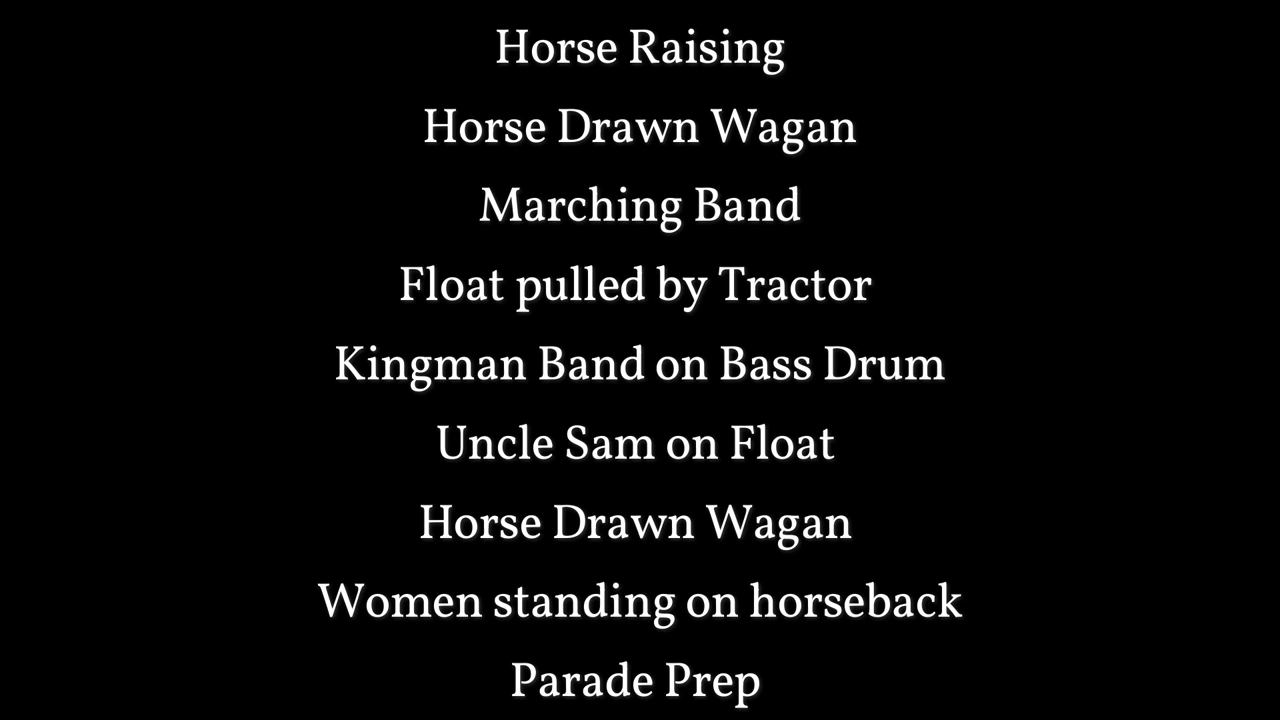 Horse Raising
Horse Drawn Wagan
Marching Band
Float pulled by Tractor
Kingman Band on Bass Drum
Uncle Sam on Float
Horse Drawn Wagan
Women standing on horseback
Parade Prep